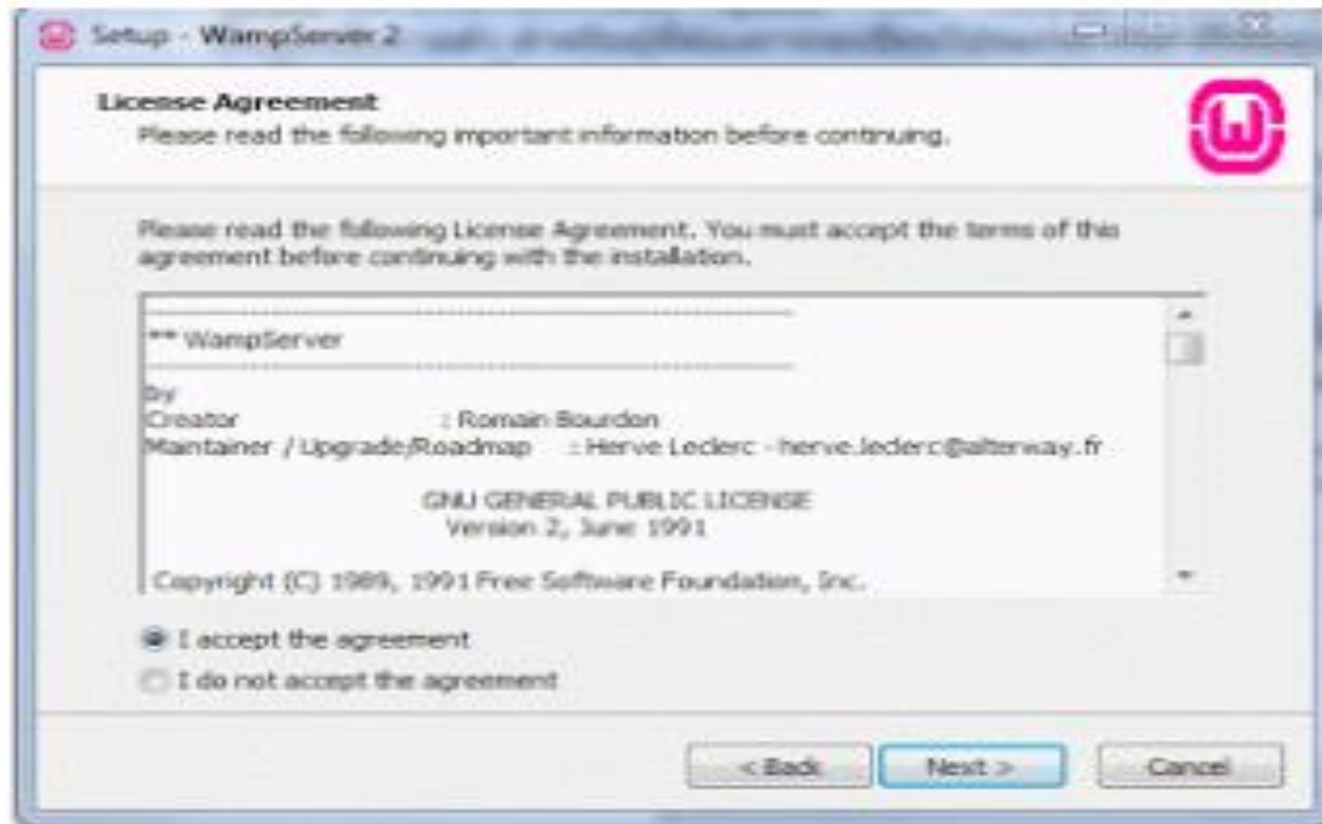 Setup - WampServer 2
License Agreement
Please read the following important information before continuing.
Please read the following License Agreement. You must accept the terms of this
agreement before continuing with the installation.
** WampServer
by
Creator : Romain Bourdon
Maintainer / Upgrade/Roadmap : Herve Leclerc - herve.leclerc@alterway.fr
GNU GENERAL PUBLIC LICENSE
Version 2, June 1991
Copyright (C) 1989, 1991 Free Software Foundation, Inc.
I accept the agreement
I do not accept the agreement
< Back
Next >
Cancel